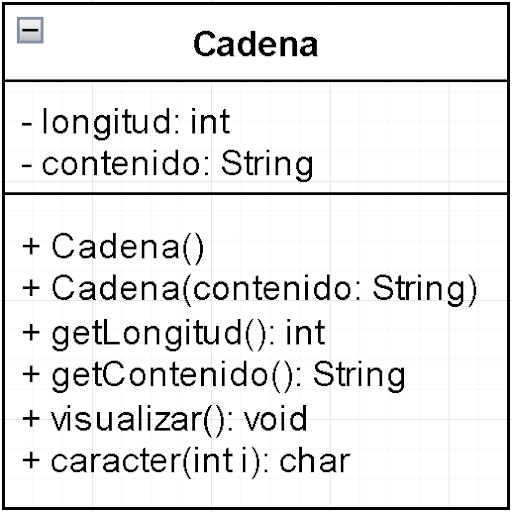 Cadena
- longitud: int
- contenido: String
+ Cadena()
+ Cadena(contenido: String)
+ getLongitud(): int
+ getContenido(): String
+ visualizar(): void
+ caracter(int i): char